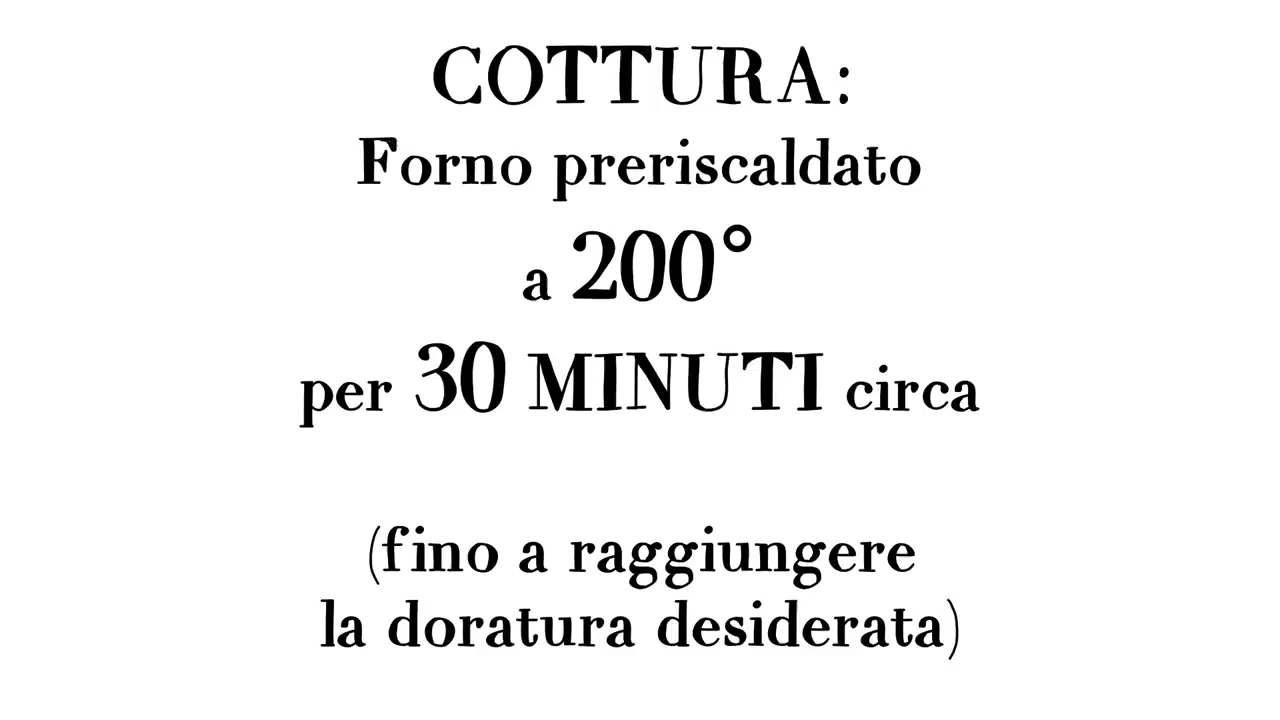 COTTURA:
Forno preriscaldato
a 200°
per 30 MINUTI circa
(fino a raggiungere
la doratura desiderata)